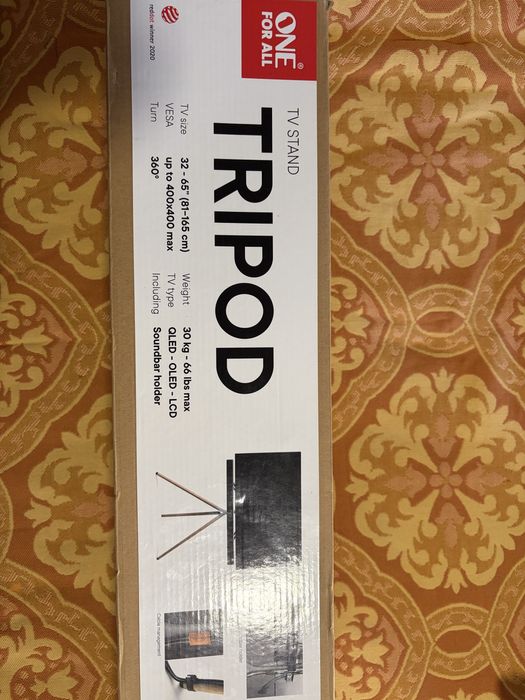 ONE
FOR ALL®
reddot winner 2020
TV STAND
TRIPOD
TV size 32 - 65" (81-165 cm)
VESA up to 400x400 max
Turn 360°
Weight 30 kg - 66 lbs max
TV type QLED - OLED - LCD
Including Soundbar holder
holder
Cable management